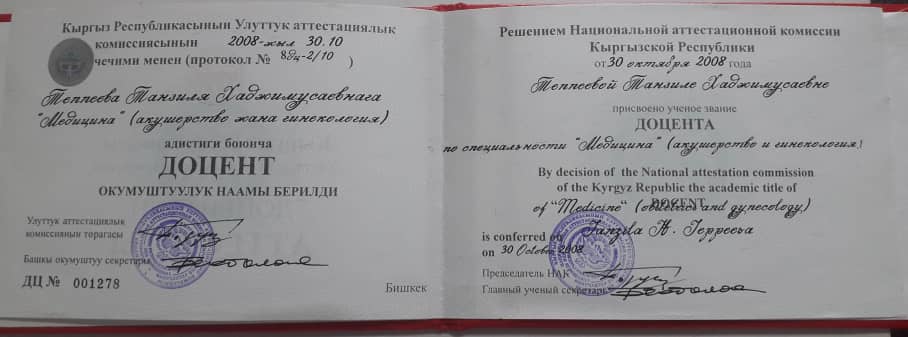 Кыргыз Республикасынын Улуттук аттестациялык
комиссиясынын 2008-жыл 30.10
чечими менен (протокол № 8дц-2/10 )
Теппеева Танзиля Хаджимусаевнага
"Медицина" (акушерство жана гинекология)
адистиги боюнча
ДОЦЕНТ
ОКУМУШТУУЛУК НААМЫ БЕРИЛДИ
Улуттук аттестациялык
комиссиянын торагасы
Башкы окумуштуу секретары
ДЦ № 001278
Бишкек
Решением Национальной аттестационной комиссии
Кыргызской Республики
от 30 октября 2008 года
Теппеевой Танзиле Хаджимусаевне
присвоено ученое звание
ДОЦЕНТА
по специальности "Медицина" (акушерство и гинекология)
By decision of the National attestation commission
of the Kyrgyz Republic the academic title of
DOCENT
of "Medicine" (obstetrics and gynecology)
is conferred on Tanzila H.
on 30 October 2008
Председатель НАК
Главный ученый секретарь